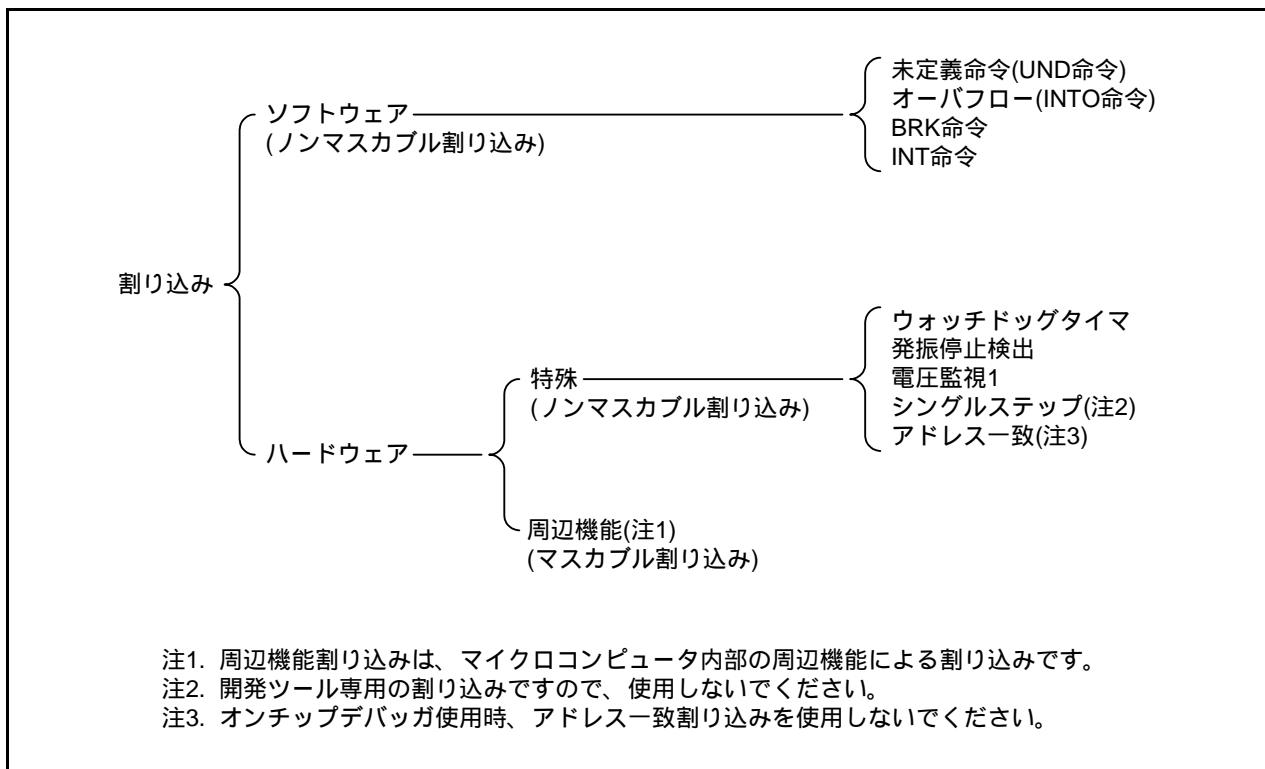 未定義命令(UND命令)
オーバフロー(INTO命令)
BRK命令
INT命令
ソフトウェア
(ノンマスカブル割り込み)
割り込み
ウォッチドッグタイマ
発振停止検出
電圧監視1
シングルステップ(注2)
アドレス一致(注3)
特殊
(ノンマスカブル割り込み)
ハードウェア
周辺機能(注1)
(マスカブル割り込み)
注1. 周辺機能割り込みは、マイクロコンピュータ内部の周辺機能による割り込みです。
注2. 開発ツール専用の割り込みですので、使用しないでください。
注3. オンチップデバッガ使用時、アドレス一致割り込みを使用しないでください。